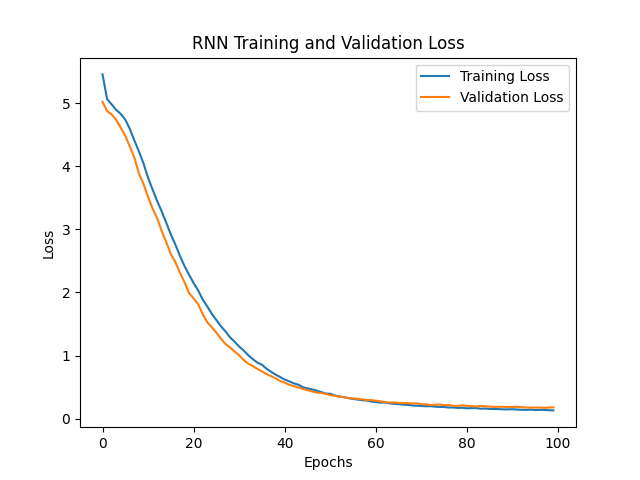 RNN Training and Validation Loss
Training Loss
Validation Loss
5
4
3
2
1
0
Loss
0 20 40 60 80 100
Epochs